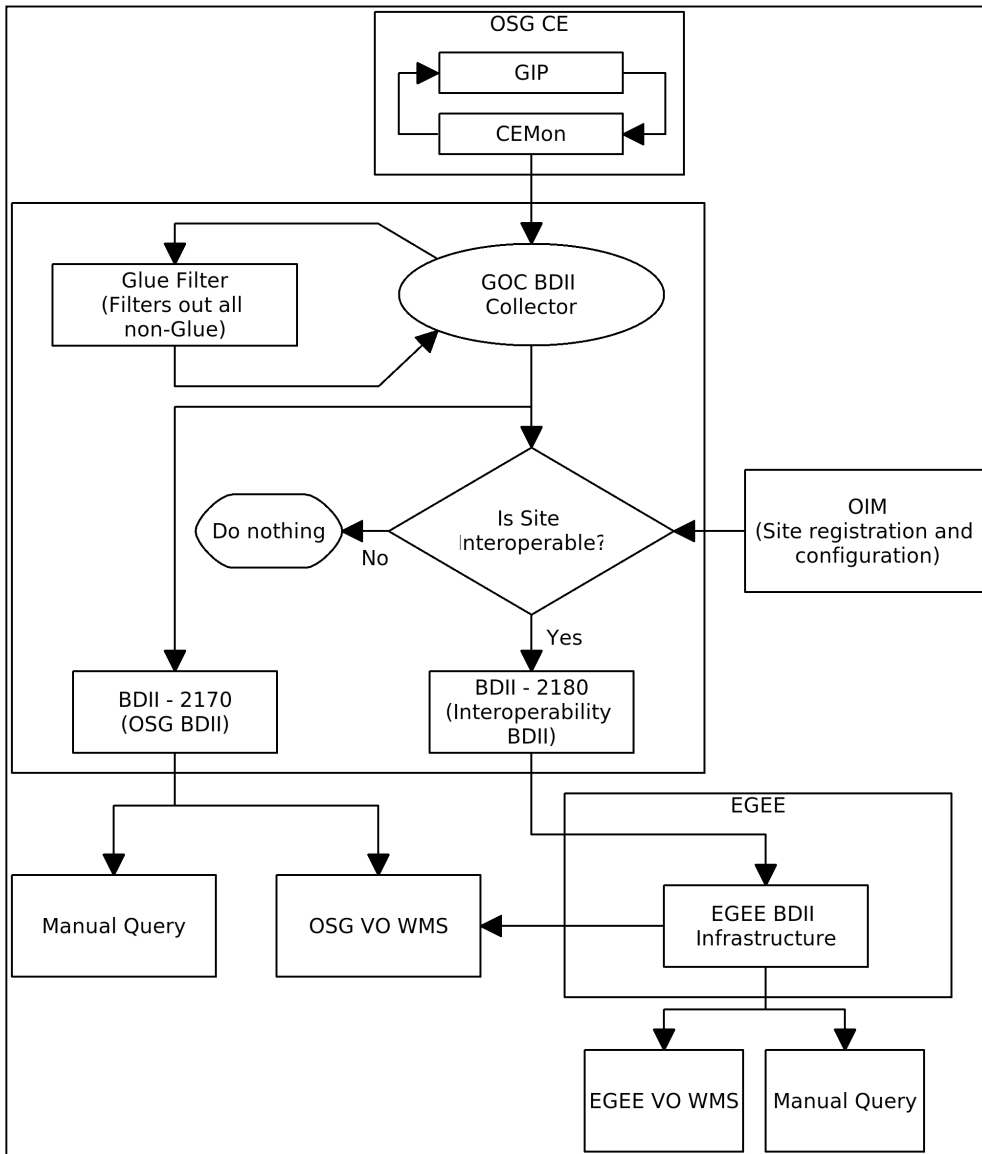 OSG CE
GIP
CEMon
GOC BDII
Collector
Glue Filter
(Filters out all
non-Glue)
Is Site
Interoperable?
Do nothing
No
OIM
(Site registration and
configuration)
Yes
BDII - 2170
(OSG BDII)
BDII - 2180
(Interoperability
BDII)
EGEE
Manual Query
OSG VO WMS
EGEE BDII
Infrastructure
EGEE VO WMS
Manual Query